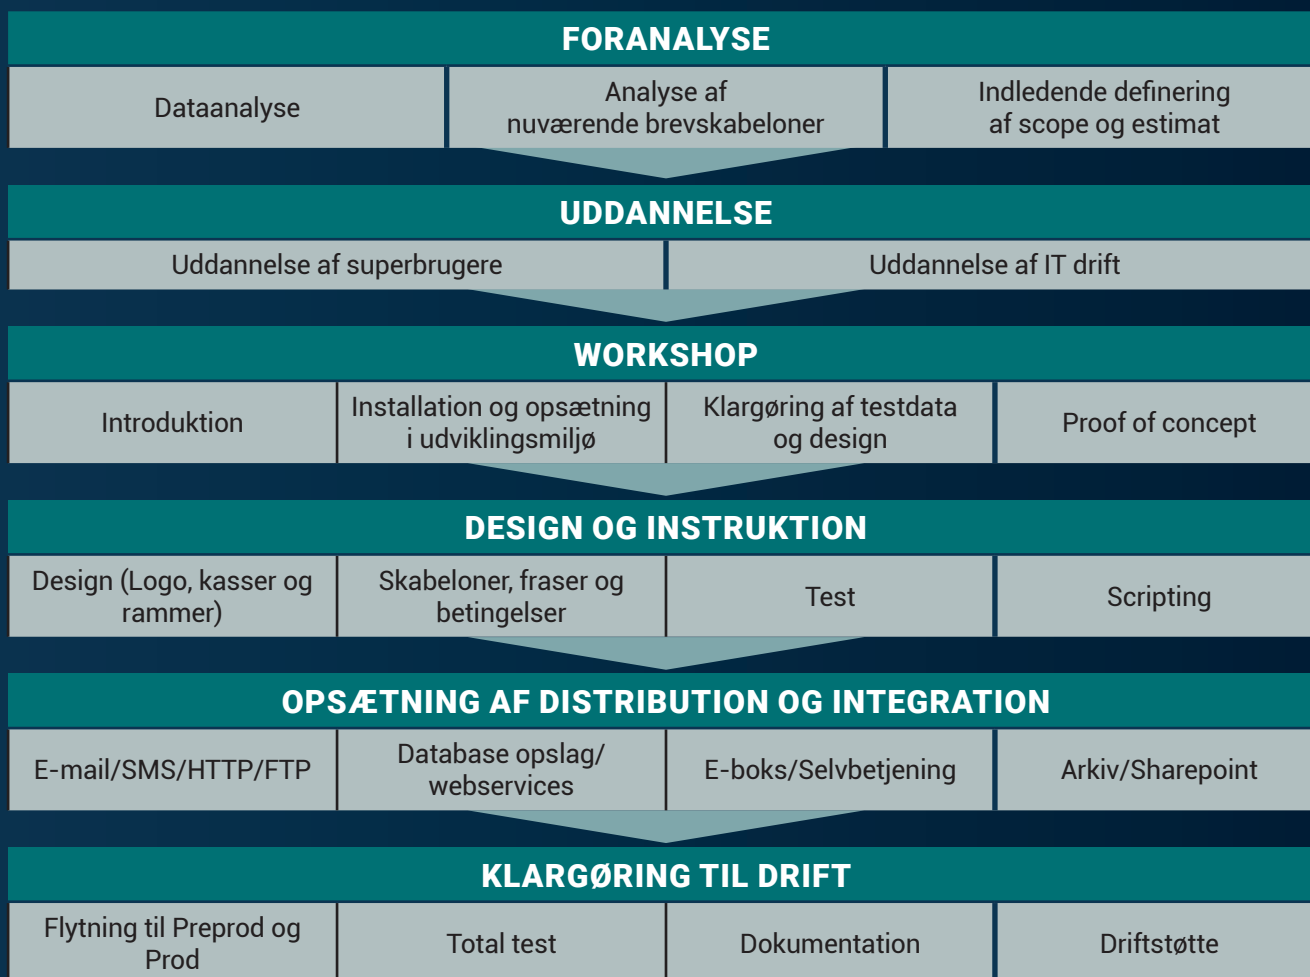 FORANALYSE
Dataanalyse
Analyse af
nuværende brevskabeloner
Indledende definering
af scope og estimat
UDDANNELSE
Uddannelse af superbrugere
Uddannelse af IT drift
WORKSHOP
Introduktion
Installation og opsætning
i udviklingsmiljø
Klargøring af testdata
og design
Proof of concept
DESIGN OG INSTRUKTION
Design (Logo, kasser og
rammer)
Skabeloner, fraser og
betingelser
Test
Scripting
OPSÆTNING AF DISTRIBUTION OG INTEGRATION
E-mail/SMS/HTTP/FTP
Database opslag/
webservices
E-boks/Selvbetjening
Arkiv/Sharepoint
KLARGØRING TIL DRIFT
Flytning til Preprod og
Prod
Total test
Dokumentation
Driftstøtte